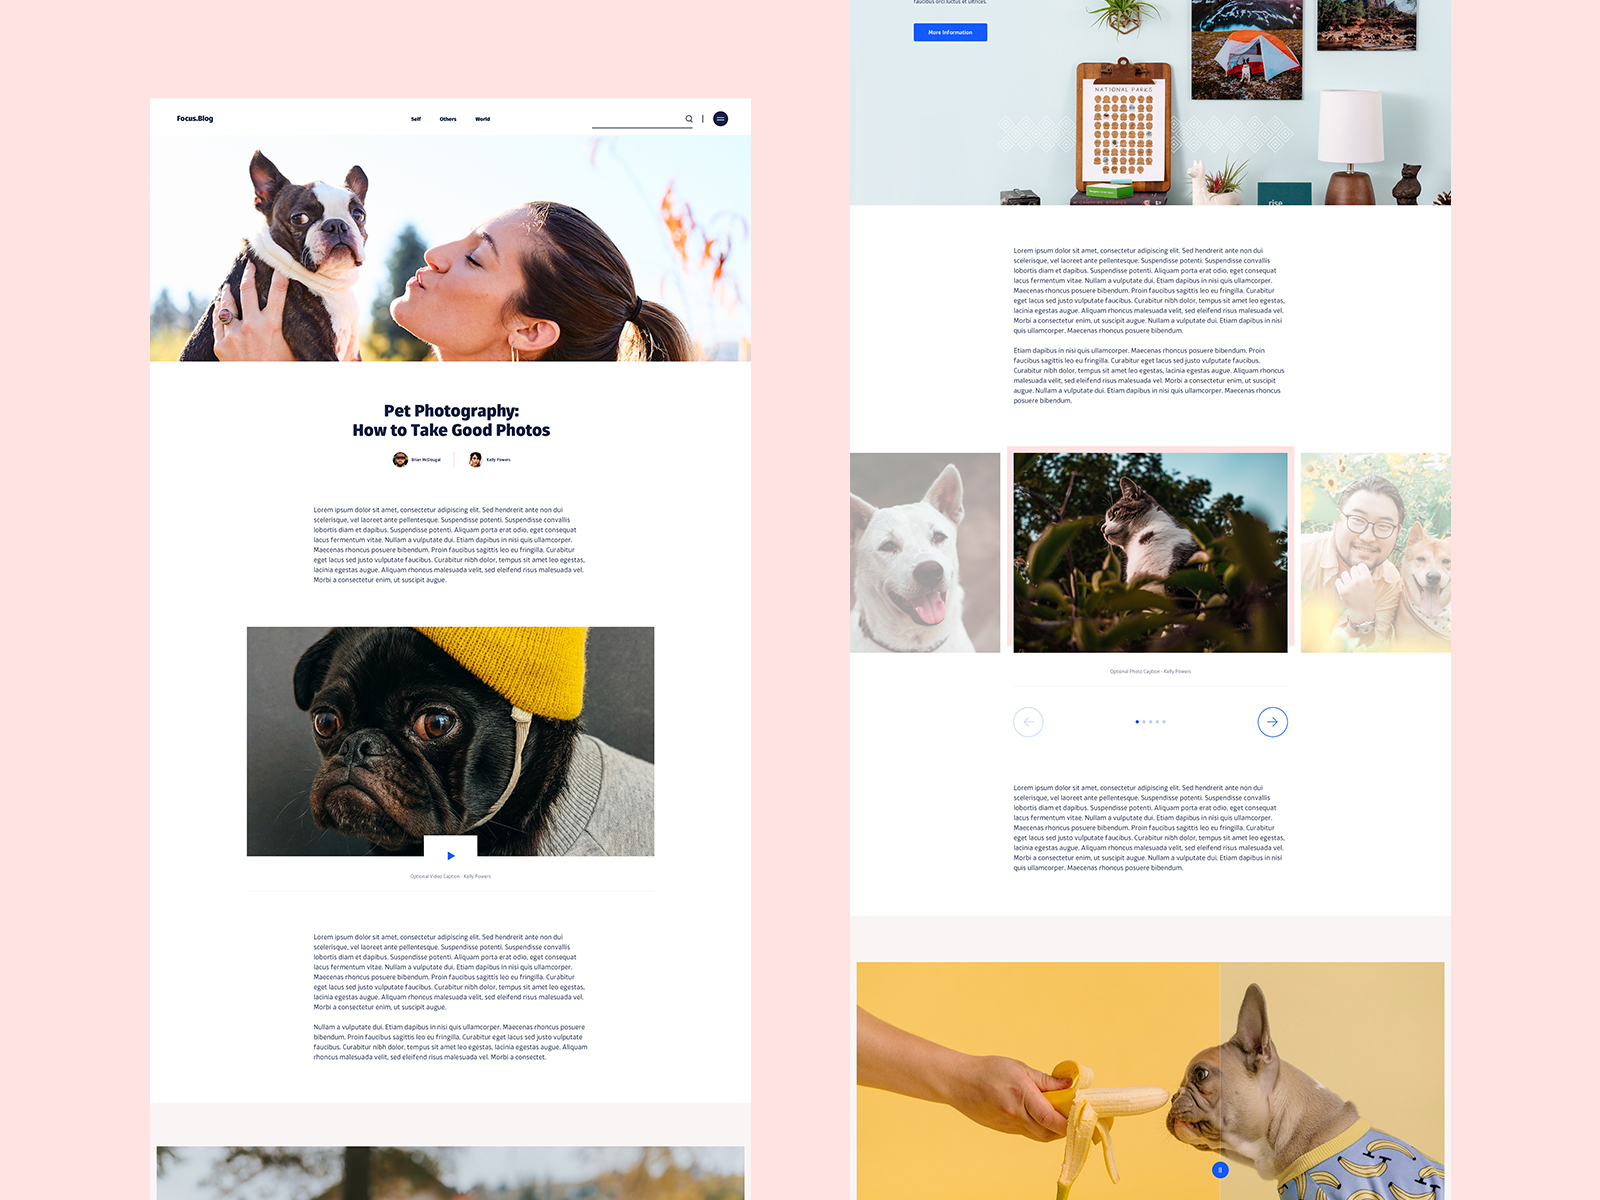 Focus.Blog
Self
Others
World
Pet Photography:
How to Take Good Photos
Brian McDougal
Kelly Powers
Lorem ipsum dolor sit amet, consectetur adipiscing elit. Sed hendrerit ante non dui
scelerisque, vel laoreet ante pellentesque. Suspendisse potenti. Suspendisse convallis
lobortis diam et dapibus. Suspendisse potenti. Aliquam porta erat odio, eget consequat
lacus fermentum vitae. Nullam a vulputate dui. Etiam dapibus in nisi quis ullamcorper.
Maecenas rhoncus posuere bibendum. Proin faucibus sagittis leo eu fringilla. Curabitur
eget lacus sed justo vulputate faucibus. Curabitur nibh dolor, tempus sit amet leo egestas,
lacinia egestas augue. Aliquam rhoncus malesuada velit, sed eleifend risus malesuada vel.
Morbi a consectetur enim, ut suscipit augue.
Optional Video Caption - Kelly Powers
Lorem ipsum dolor sit amet, consectetur adipiscing elit. Sed hendrerit ante non dui
scelerisque, vel laoreet ante pellentesque. Suspendisse potenti. Suspendisse convallis
lobortis diam et dapibus. Suspendisse potenti. Aliquam porta erat odio, eget consequat
lacus fermentum vitae. Nullam a vulputate dui. Etiam dapibus in nisi quis ullamcorper.
Maecenas rhoncus posuere bibendum. Proin faucibus sagittis leo eu fringilla. Curabitur
eget lacus sed justo vulputate faucibus. Curabitur nibh dolor, tempus sit amet leo egestas,
lacinia egestas augue. Aliquam rhoncus malesuada velit, sed eleifend risus malesuada vel.
Morbi a consectetur enim, ut suscipit augue.
Nullam a vulputate dui. Etiam dapibus in nisi quis ullamcorper. Maecenas rhoncus posuere
bibendum. Proin faucibus sagittis leo eu fringilla. Curabitur eget lacus sed justo vulputate
faucibus. Curabitur nibh dolor, tempus sit amet leo egestas, lacinia egestas augue. Aliquam
rhoncus malesuada velit, sed eleifend risus malesuada vel. Morbi a consectet.
faucibus orci luctus et ultrices.
More Information
NATIONAL PARKS
rise
Lorem ipsum dolor sit amet, consectetur adipiscing elit. Sed hendrerit ante non dui
scelerisque, vel laoreet ante pellentesque. Suspendisse potenti. Suspendisse convallis
lobortis diam et dapibus. Suspendisse potenti. Aliquam porta erat odio, eget consequat
lacus fermentum vitae. Nullam a vulputate dui. Etiam dapibus in nisi quis ullamcorper.
Maecenas rhoncus posuere bibendum. Proin faucibus sagittis leo eu fringilla. Curabitur
eget lacus sed justo vulputate faucibus. Curabitur nibh dolor, tempus sit amet leo egestas,
lacinia egestas augue. Aliquam rhoncus malesuada velit, sed eleifend risus malesuada vel.
Morbi a consectetur enim, ut suscipit augue. Nullam a vulputate dui. Etiam dapibus in nisi
quis ullamcorper. Maecenas rhoncus posuere bibendum.
Etiam dapibus in nisi quis ullamcorper. Maecenas rhoncus posuere bibendum. Proin
faucibus sagittis leo eu fringilla. Curabitur eget lacus sed justo vulputate faucibus.
Curabitur nibh dolor, tempus sit amet leo egestas, lacinia egestas augue. Aliquam rhoncus
malesuada velit, sed eleifend risus malesuada vel. Morbi a consectetur enim, ut suscipit
augue. Nullam a vulputate dui. Etiam dapibus in nisi quis ullamcorper. Maecenas rhoncus
posuere bibendum.
Optional Photo Caption - Kelly Powers
Lorem ipsum dolor sit amet, consectetur adipiscing elit. Sed hendrerit ante non dui
scelerisque, vel laoreet ante pellentesque. Suspendisse potenti. Suspendisse convallis
lobortis diam et dapibus. Suspendisse potenti. Aliquam porta erat odio, eget consequat
lacus fermentum vitae. Nullam a vulputate dui. Etiam dapibus in nisi quis ullamcorper.
Maecenas rhoncus posuere bibendum. Proin faucibus sagittis leo eu fringilla. Curabitur
eget lacus sed justo vulputate faucibus. Curabitur nibh dolor, tempus sit amet leo egestas,
lacinia egestas augue. Aliquam rhoncus malesuada velit, sed eleifend risus malesuada vel.
Morbi a consectetur enim, ut suscipit augue. Nullam a vulputate dui. Etiam dapibus in nisi
quis ullamcorper. Maecenas rhoncus posuere bibendum.